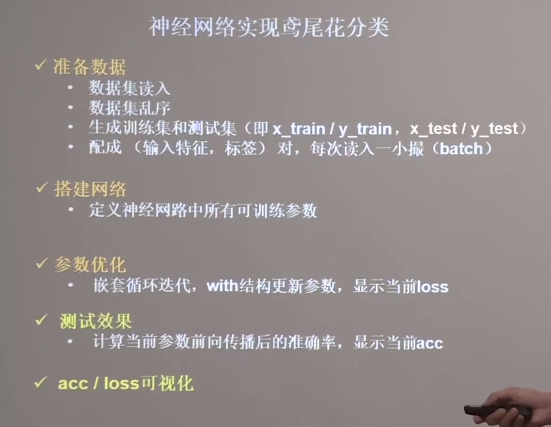 神经网络实现鸢尾花分类
✓ 准备数据
• 数据集读入
• 数据集乱序
• 生成训练集和测试集（即 x_train / y_train，x_test / y_test）
• 配成 （输入特征，标签） 对，每次读入一小撮（batch）
✓ 搭建网络
• 定义神经网路中所有可训练参数
✓ 参数优化
• 嵌套循环迭代，with结构更新参数，显示当前loss
✓ 测试效果
• 计算当前参数前向传播后的准确率，显示当前acc
✓ acc / loss可视化